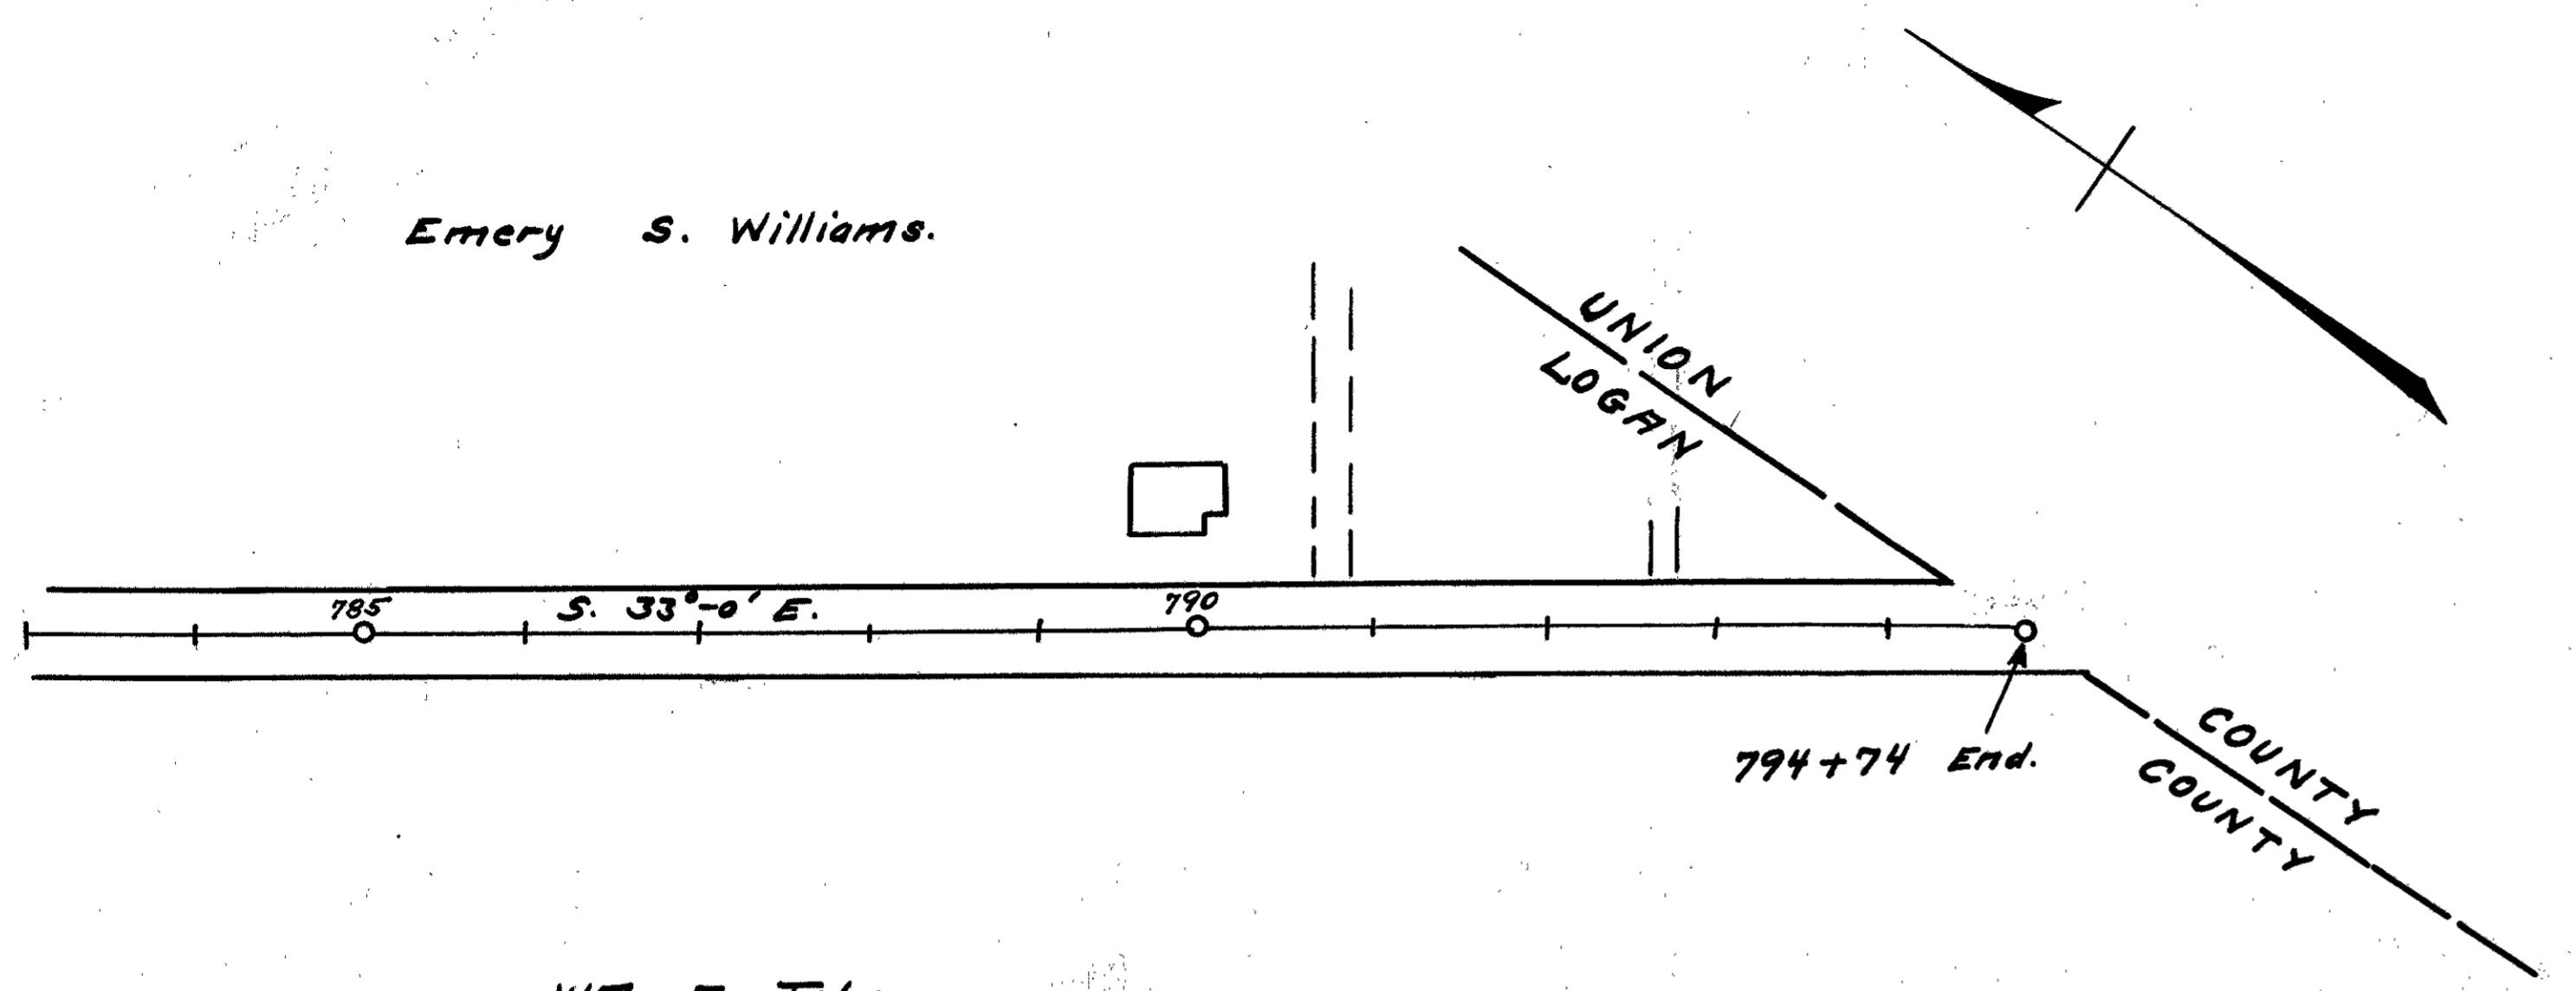 Emery S. Williams.
UNION
LOGAN
785
S. 33°-0' E.
790
794+74 End.
COUNTY
COUNTY